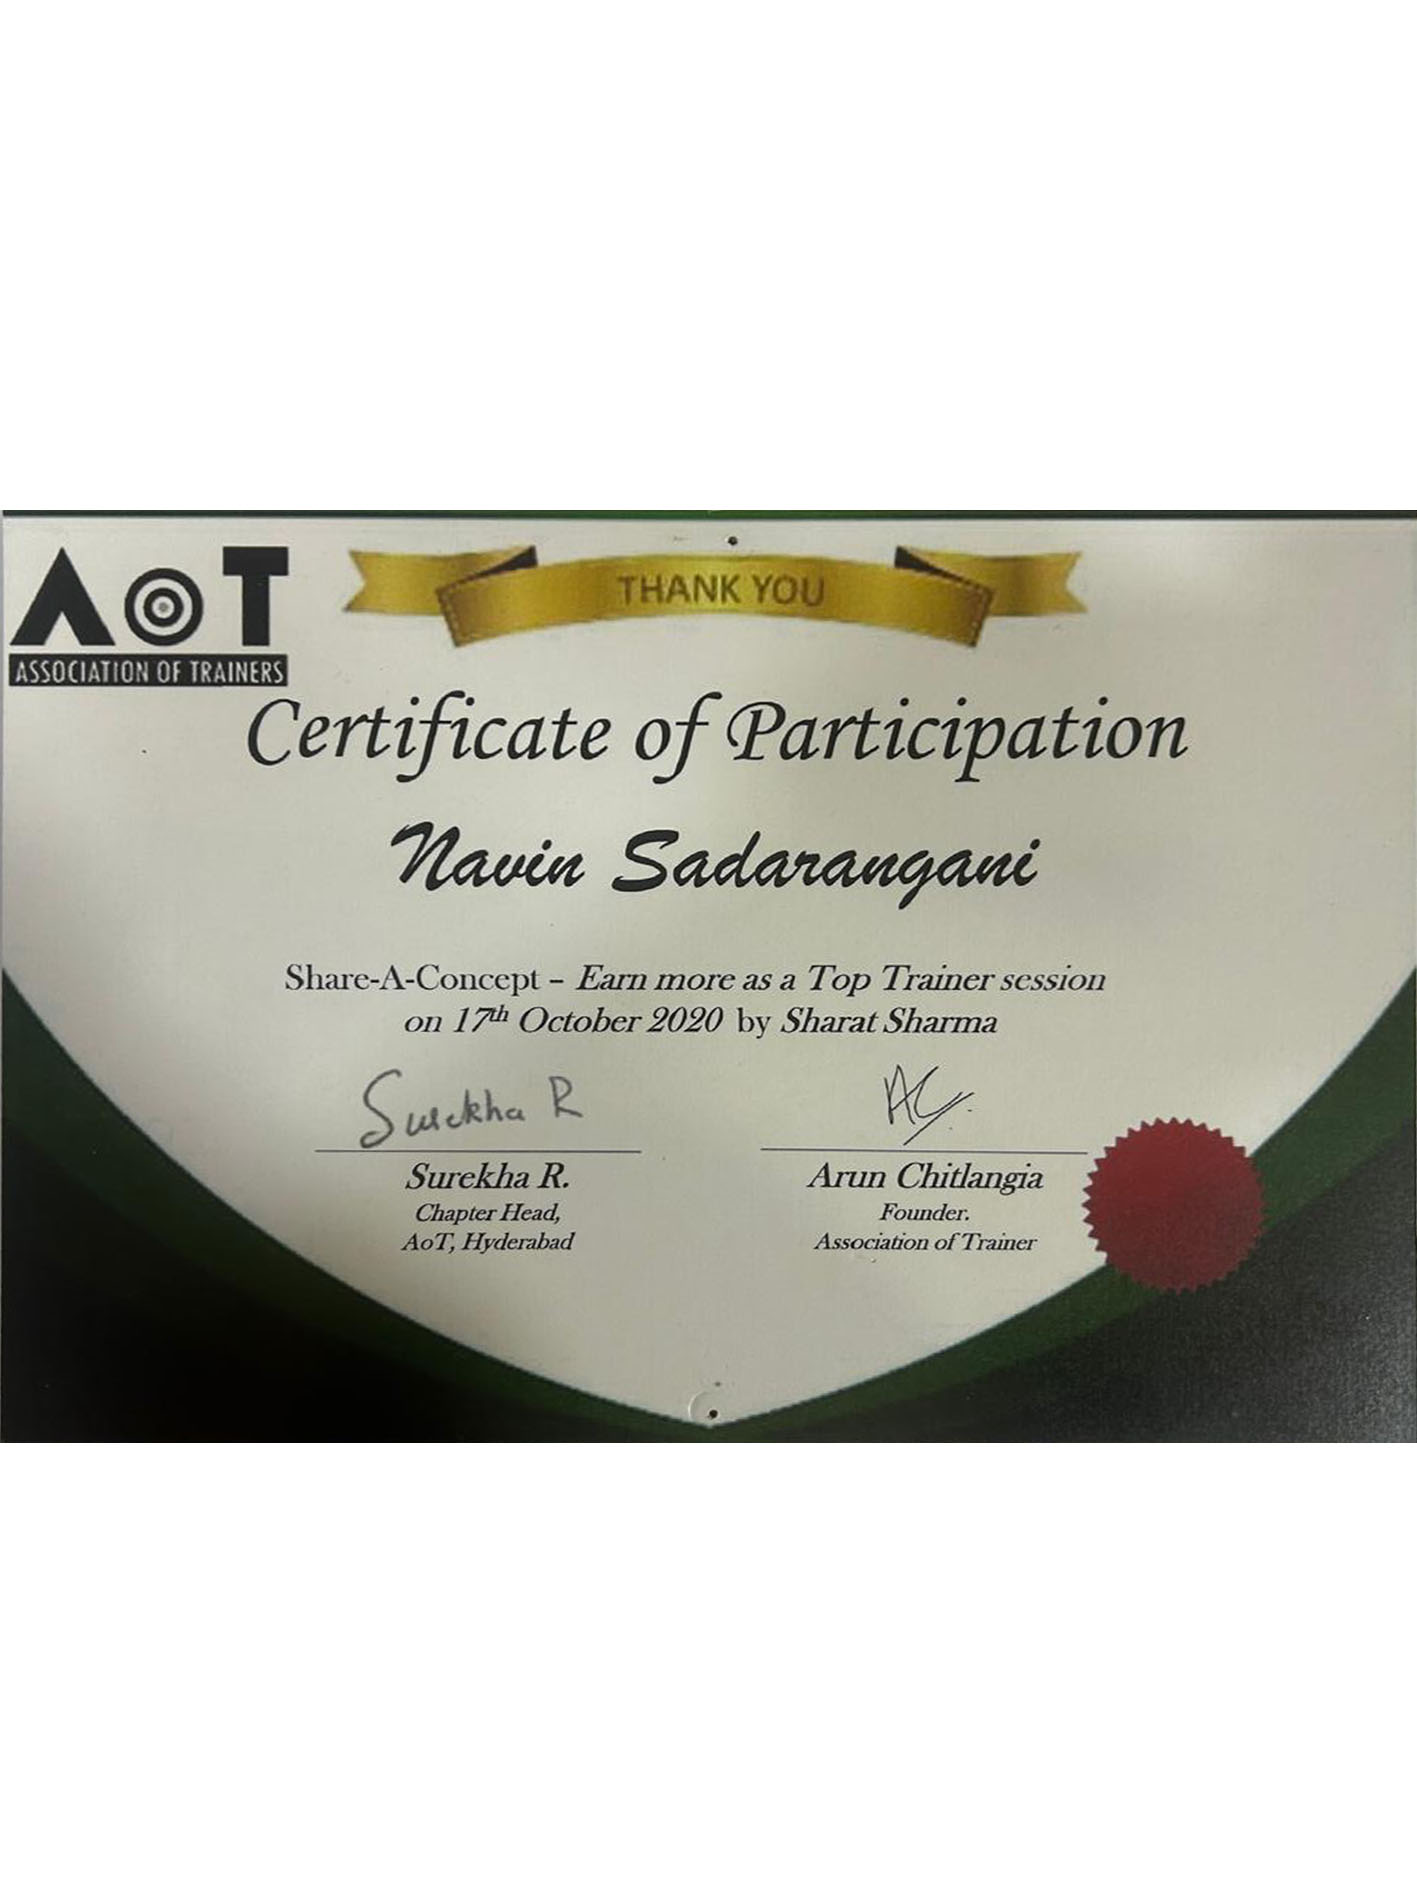 AoT
ASSOCIATION OF TRAINERS
THANK YOU
Certificate of Participation
Navin Sadarangani
Share-A-Concept – Earn more as a Top Trainer session
on 17th October 2020 by Sharat Sharma
Surekha R
Surekha R.
Chapter Head,
AoT, Hyderabad
AC
Arun Chitlangia
Founder.
Association of Trainer